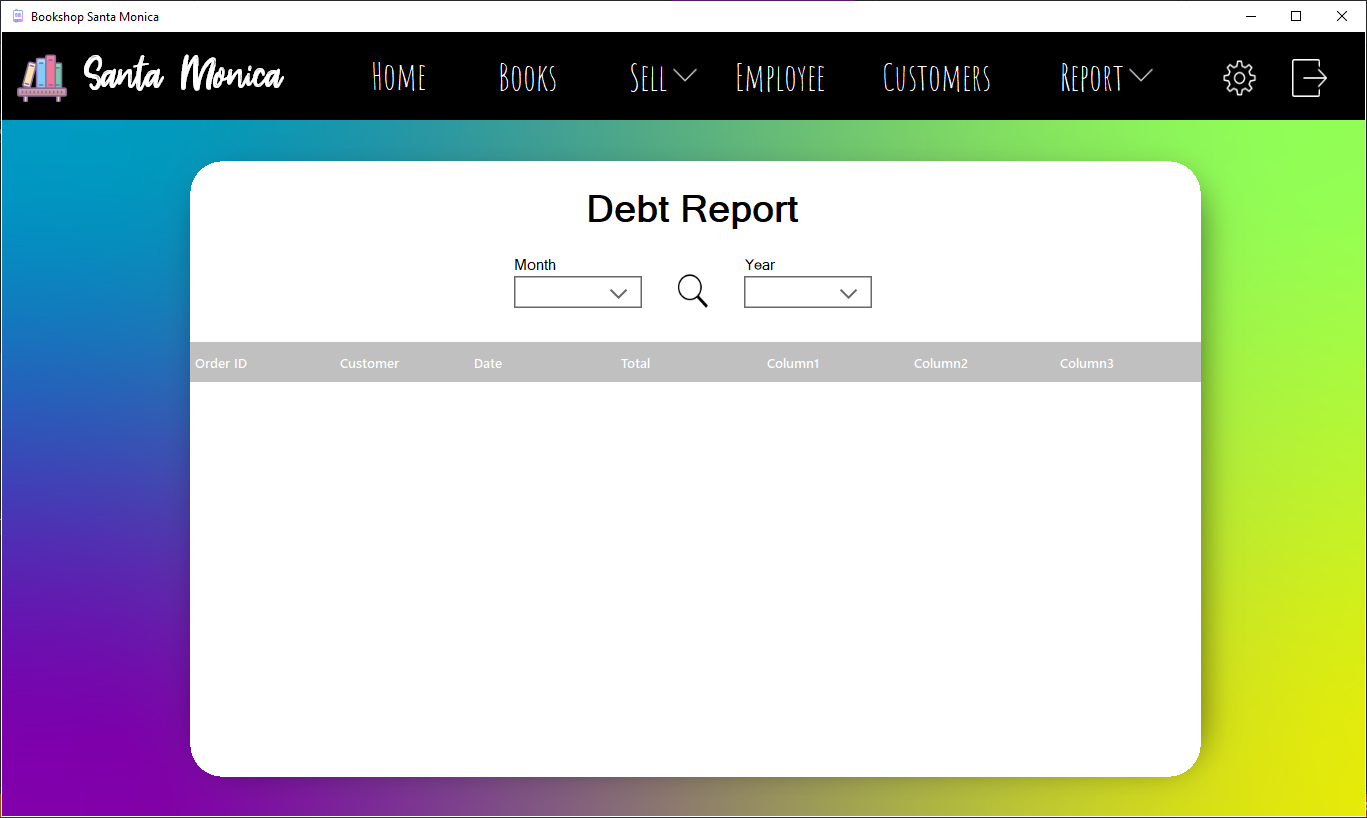 Bookshop Santa Monica
Santa Monica HOME BOOKS SELL EMPLOYEE CUSTOMERS REPORT
Debt Report
Month Year
Order ID Customer Date Total Column1 Column2 Column3